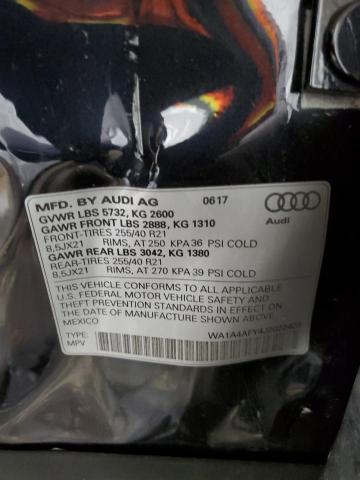 MFD. BY AUDI AG 0617
GVWR LBS 5732, KG 2600
GAWR FRONT LBS 2888, KG 1310
FRONT-TIRES 255/40 R21
8,5JX21 RIMS, AT 250 KPA 36 PSI COLD
GAWR REAR LBS 3042, KG 1380
REAR-TIRES 255/40 R21
8,5JX21 RIMS, AT 270 KPA 39 PSI COLD
Audi
THIS VEHICLE CONFORMS TO ALL APPLICABLE
U.S. FEDERAL MOTOR VEHICLE SAFETY AND
THEFT PREVENTION STANDARDS IN EFFECT ON
THE DATE OF MANUFACTURE SHOWN ABOVE.
MEXICO
TYPE:
MPV